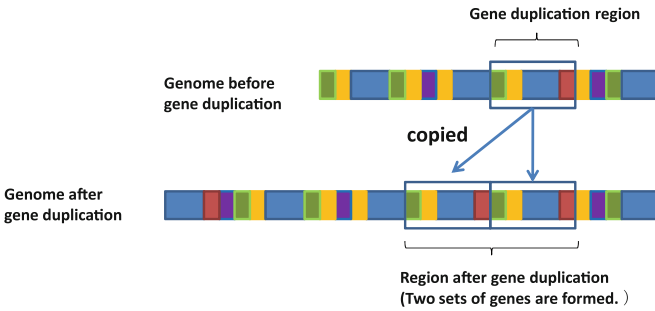 Gene duplication region
Genome before
gene duplication
copied
Genome after
gene duplication
Region after gene duplication
(Two sets of genes are formed. )